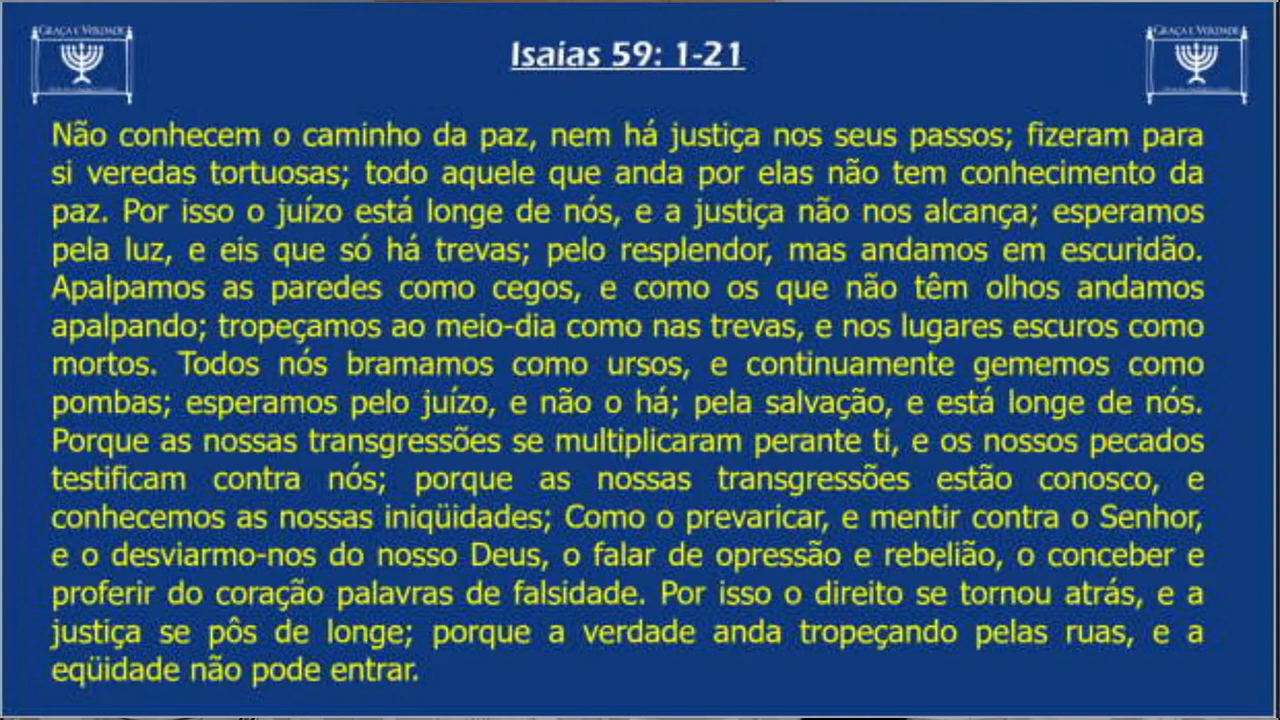 GRAÇA E VERDADE
Isaías 59: 1-21
GRAÇA E VERDADE
Não conhecem o caminho da paz, nem há justiça nos seus passos; fizeram para
si veredas tortuosas; todo aquele que anda por elas não tem conhecimento da
paz. Por isso o juízo está longe de nós, e a justiça não nos alcança; esperamos
pela luz, e eis que só há trevas; pelo resplendor, mas andamos em escuridão.
Apalpamos as paredes como cegos, e como os que não têm olhos andamos
apalpando; tropeçamos ao meio-dia como nas trevas, e nos lugares escuros como
mortos. Todos nós bramamos como ursos, e continuamente gememos como
pombas; esperamos pelo juízo, e não o há; pela salvação, e está longe de nós.
Porque as nossas transgressões se multiplicaram perante ti, e os nossos pecados
testificam contra nós; porque as nossas transgressões estão conosco, e
conhecemos as nossas iniqüidades; Como o prevaricar, e mentir contra o Senhor,
e o desviarmo-nos do nosso Deus, o falar de opressão e rebelião, o conceber e
proferir do coração palavras de falsidade. Por isso o direito se tornou atrás, e a
justiça se pôs de longe; porque a verdade anda tropeçando pelas ruas, e a
eqüidade não pode entrar.